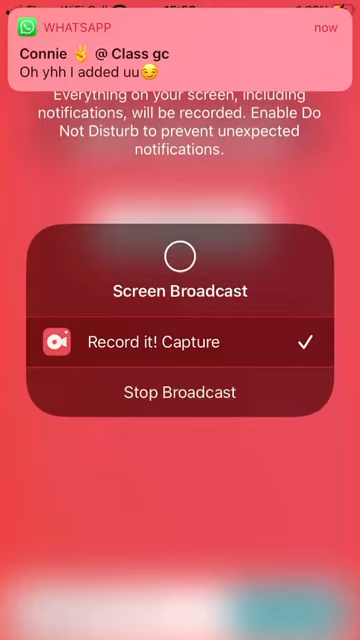 WHATSAPP now
Connie ✌️ @ Class gc
Oh yhh I added uu😏
Everything on your screen, including
notifications, will be recorded. Enable Do
Not Disturb to prevent unexpected
notifications.
Screen Broadcast
Record it! Capture
Stop Broadcast